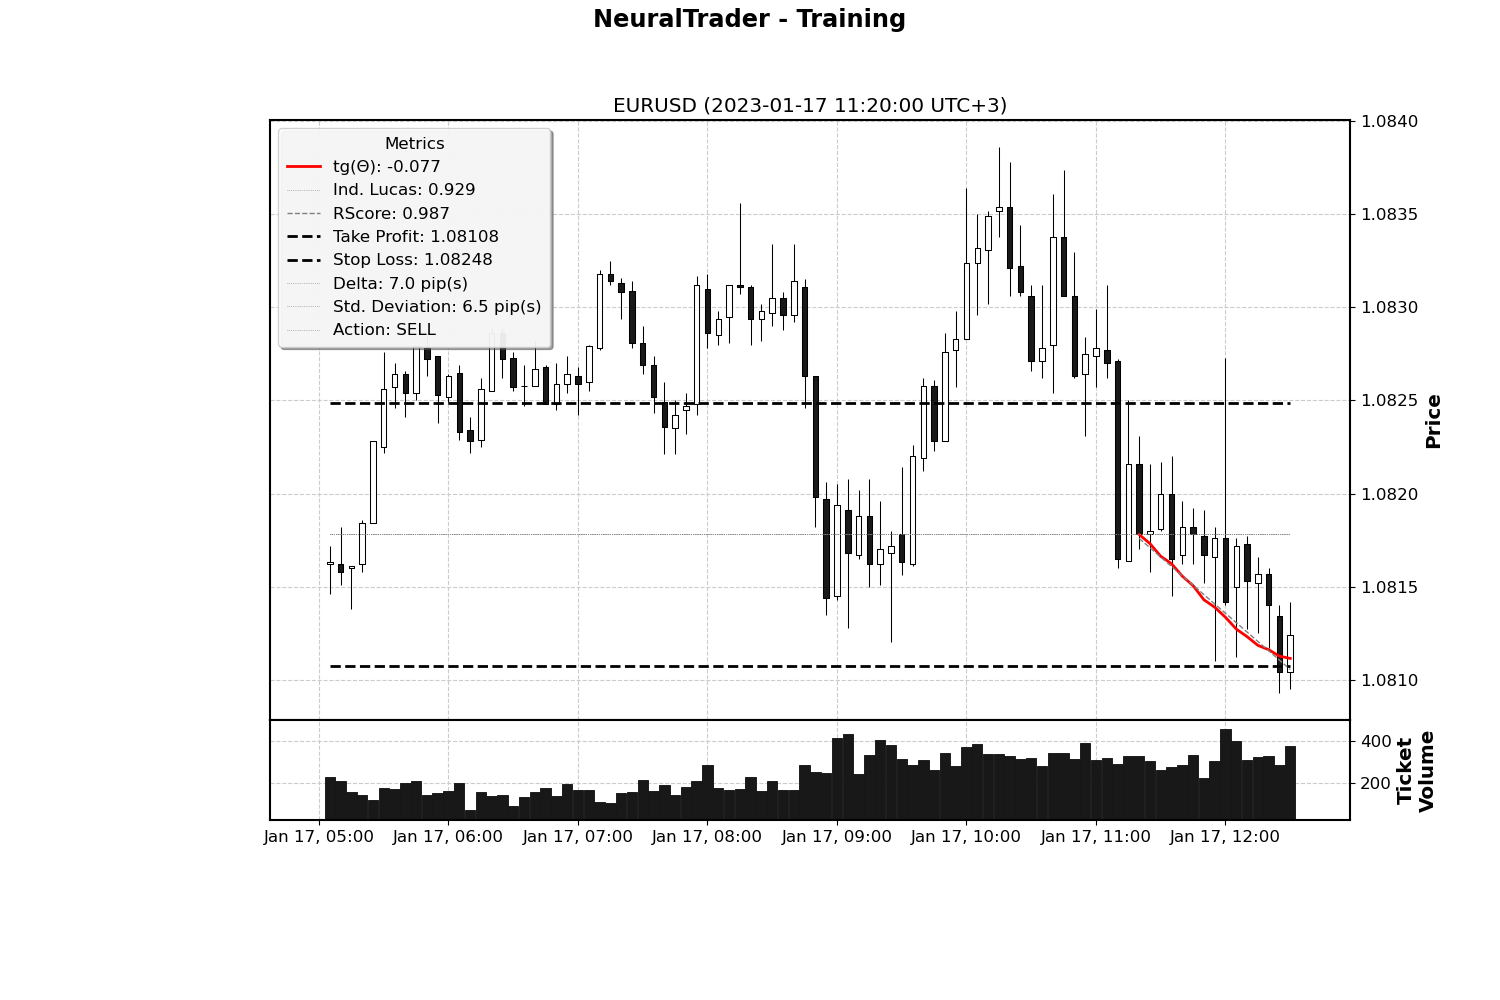 NeuralTrader - Training
EURUSD (2023-01-17 11:20:00 UTC+3)
Metrics
tg(Θ): -0.077
Ind. Lucas: 0.929
RScore: 0.987
Take Profit: 1.08108
Stop Loss: 1.08248
Delta: 7.0 pip(s)
Std. Deviation: 6.5 pip(s)
Action: SELL
1.0840
1.0835
1.0830
1.0825
1.0820
1.0815
1.0810
Price
400
200
Ticket
Volume
Jan 17, 05:00 Jan 17, 06:00 Jan 17, 07:00 Jan 17, 08:00 Jan 17, 09:00 Jan 17, 10:00 Jan 17, 11:00 Jan 17, 12:00